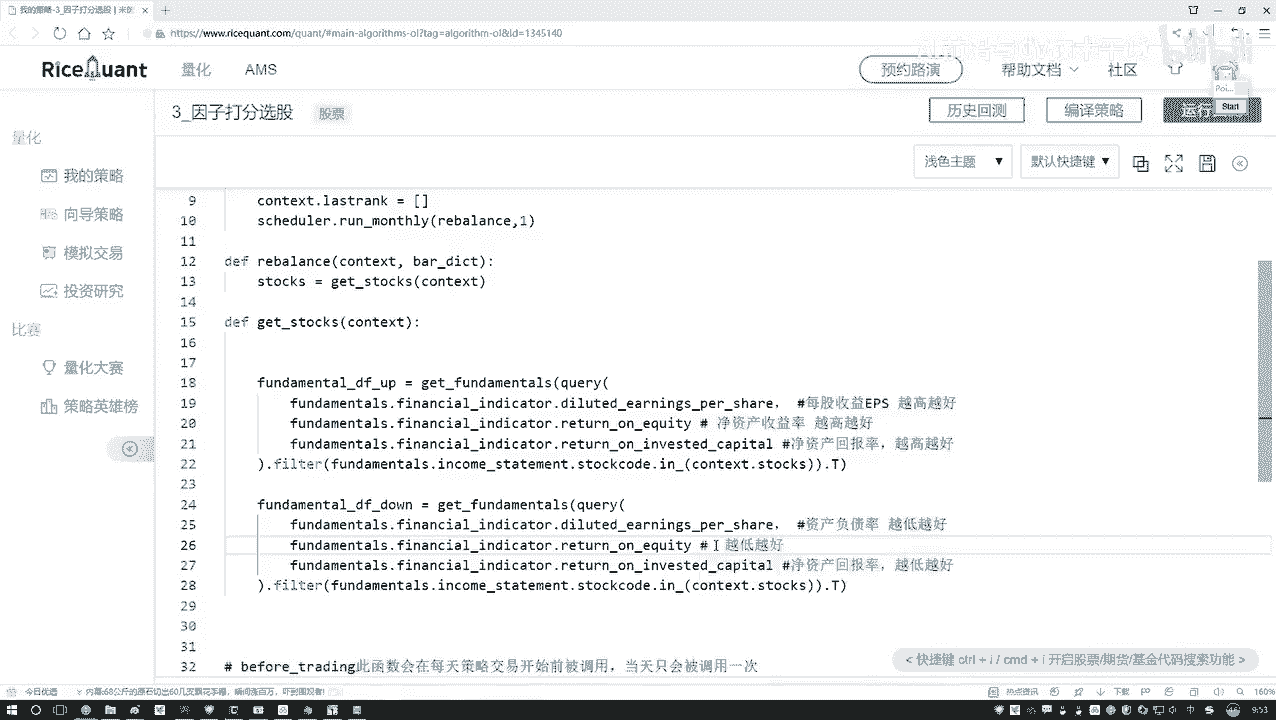 我的策略-3_因子打分选股 | 米
https://www.ricequant.com/quant/#main-algorithms-ol?tag=algorithm-ol&id=1345140
RiceQuant 量化 AMS 预约路演 帮助文档 社区
Start
3_因子打分选股 股票 历史回测 编译策略
量化
我的策略
向导策略
模拟交易
投资研究
比赛
量化大赛
策略英雄榜
浅色主题 ▼ 默认快捷键 ▼
9 context.lastrank = []
10 scheduler.run_monthly(rebalance,1)
11
12 def rebalance(context, bar_dict):
13 stocks = get_stocks(context)
14
15 def get_stocks(context):
16
17
18 fundamental_df_up = get_fundamentals(query(
19 fundamentals.financial_indicator.diluted_earnings_per_share， #每股收益EPS 越高越好
20 fundamentals.financial_indicator.return_on_equity # 净资产收益率 越高越好
21 fundamentals.financial_indicator.return_on_invested_capital #净资产回报率，越高越好
22 ).filter(fundamentals.income_statement.stockcode.in_(context.stocks)).T)
23
24 fundamental_df_down = get_fundamentals(query(
25 fundamentals.financial_indicator.diluted_earnings_per_share， #资产负债率 越低越好
26 fundamentals.financial_indicator.return_on_equity # 越低越好
27 fundamentals.financial_indicator.return_on_invested_capital #净资产回报率，越低越好
28 ).filter(fundamentals.income_statement.stockcode.in_(context.stocks)).T)
29
30
31
32 # before_trading此函数会在每天策略交易开始前被调用，当天只会被调用一次
< 快捷键 ctrl + i / cmd + i 开启股票/期货/基金代码搜索功能 >
今日优选 热点资讯 下载 160%
9:13